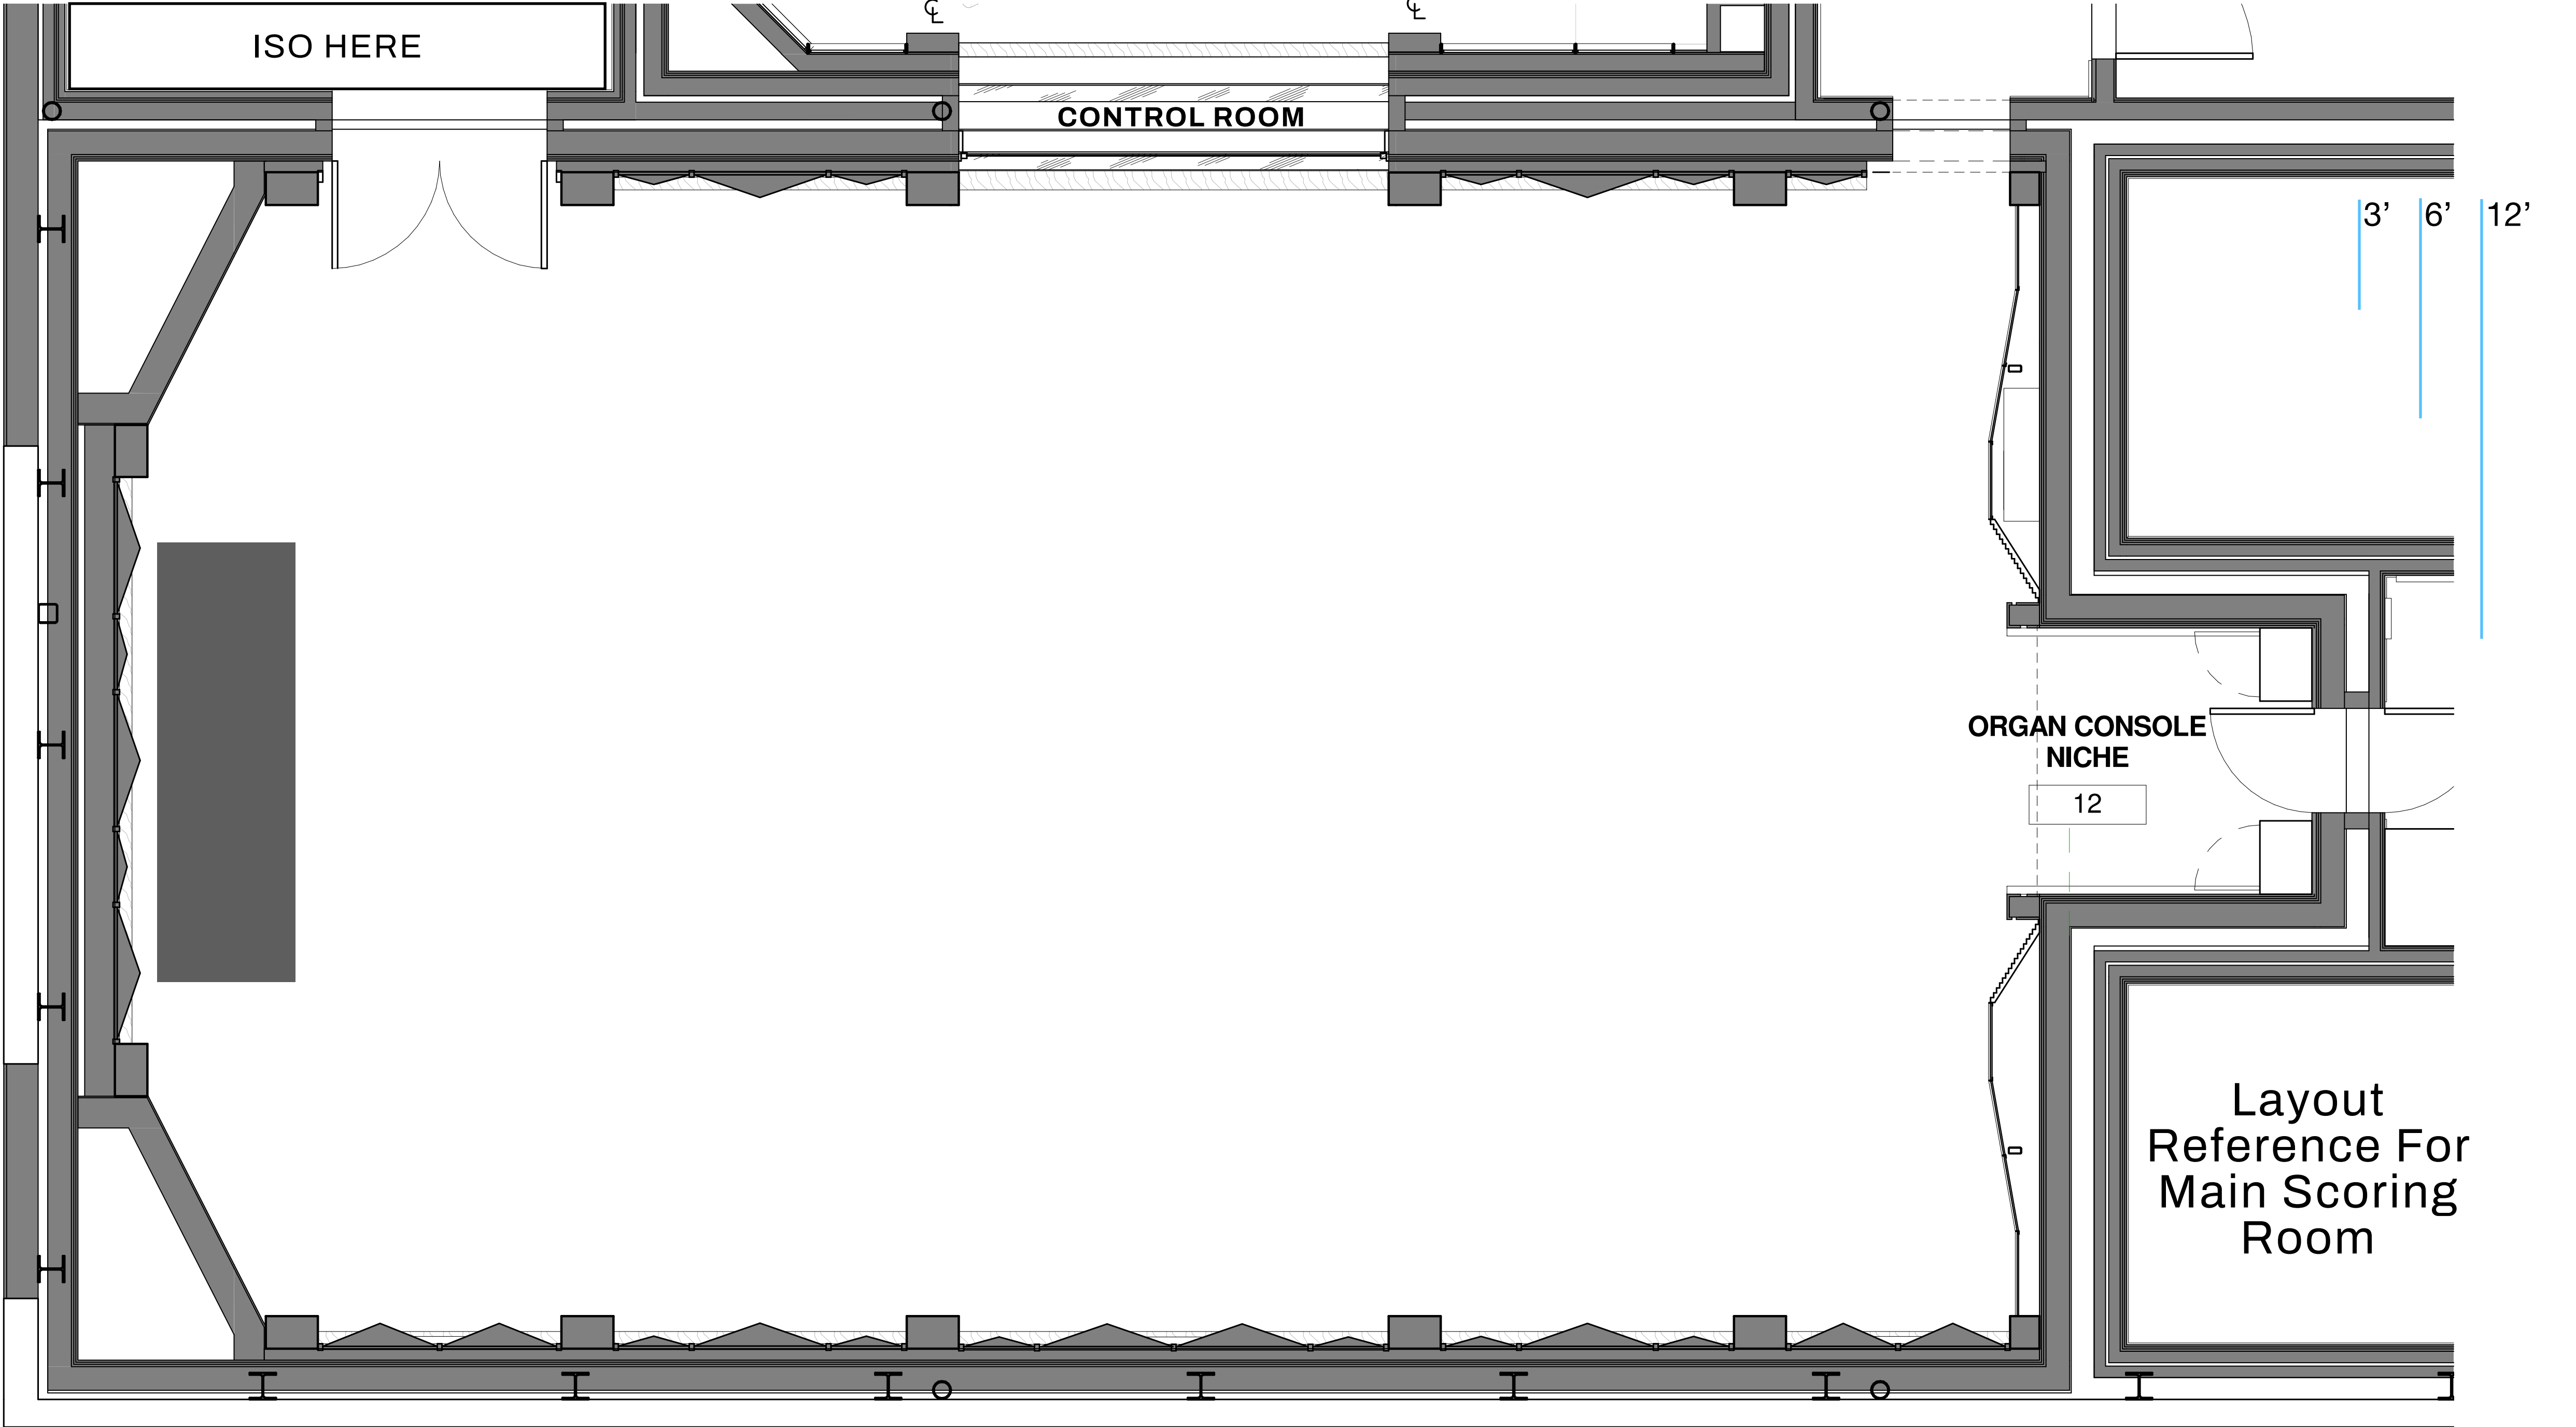 ℄
℄
ISO HERE
CONTROL ROOM
3’
6’
12’
ORGAN CONSOLE
NICHE
12
Layout
Reference For
Main Scoring
Room